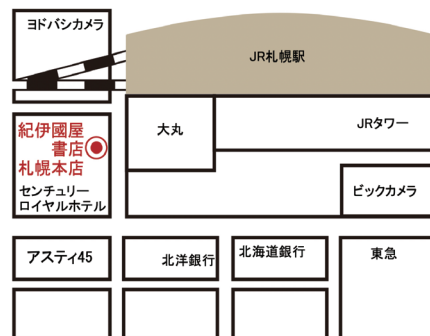 ヨドバシカメラ
JR札幌駅
大丸
JRタワー
紀伊國屋
書店
札幌本店
センチュリー
ロイヤルホテル
ビックカメラ
アスティ45
北洋銀行
北海道銀行
東急